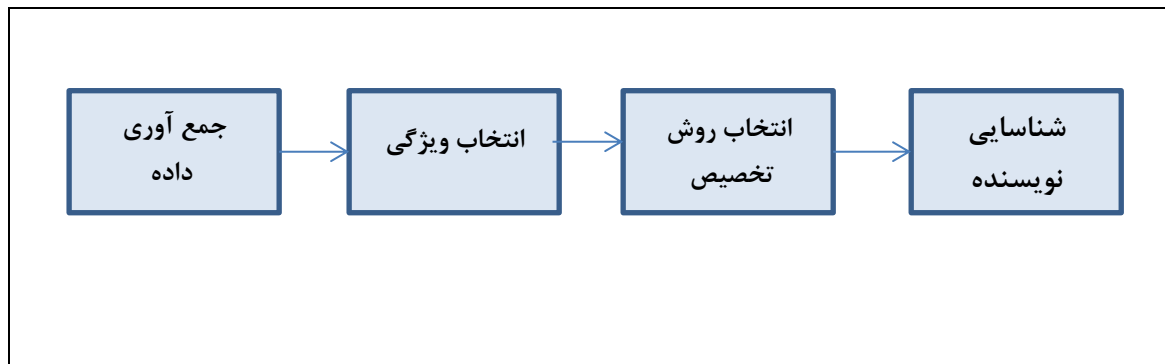 جمع آوری
داده
انتخاب ویژگی
انتخاب روش
تخصیص
شناسایی
نویسنده